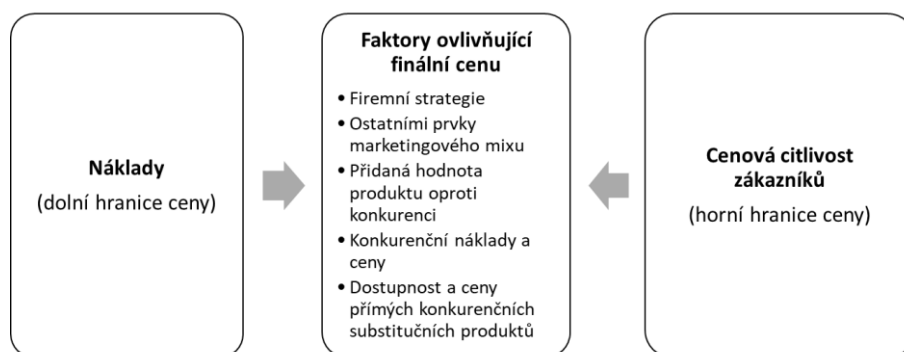 Náklady
(dolní hranice ceny)
Faktory ovlivňující
finální cenu
• Firemní strategie
• Ostatními prvky
marketingového mixu
• Přidaná hodnota
produktu oproti
konkurenci
• Konkurenční náklady a
ceny
• Dostupnost a ceny
přímých konkurenčních
substitučních produktů
Cenová citlivost
zákazníků
(horní hranice ceny)